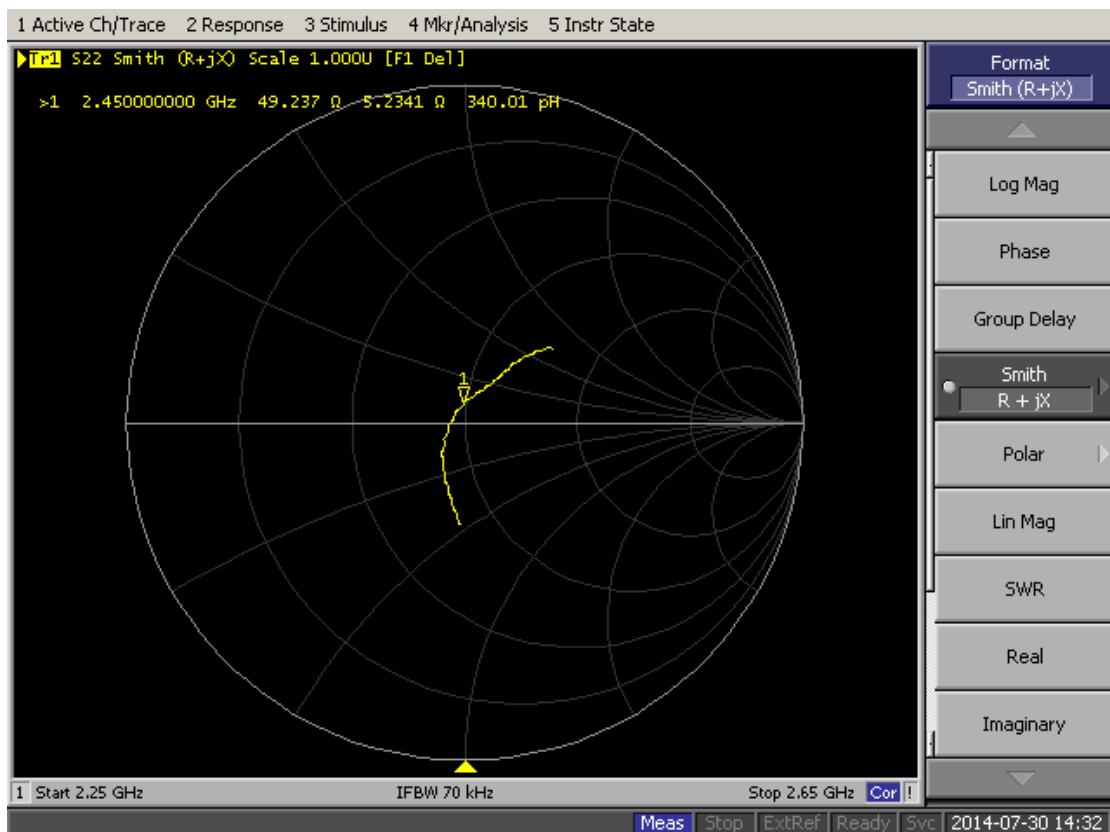 1 Active Ch/Trace 2 Response 3 Stimulus 4 Mkr/Analysis 5 Instr State
Tr1 S22 Smith (R+jX) Scale 1.000U [F1 Del]
>1 2.450000000 GHz 49.237 Ω 5.2341 Ω 340.01 pH
1
Format
Smith (R+jX)
Log Mag
Phase
Group Delay
Smith
R + jX
Polar
Lin Mag
SWR
Real
Imaginary
1 Start 2.25 GHz IFBW 70 kHz Stop 2.65 GHz Cor !
Meas Stop ExtRef Ready Svc 2014-07-30 14:32